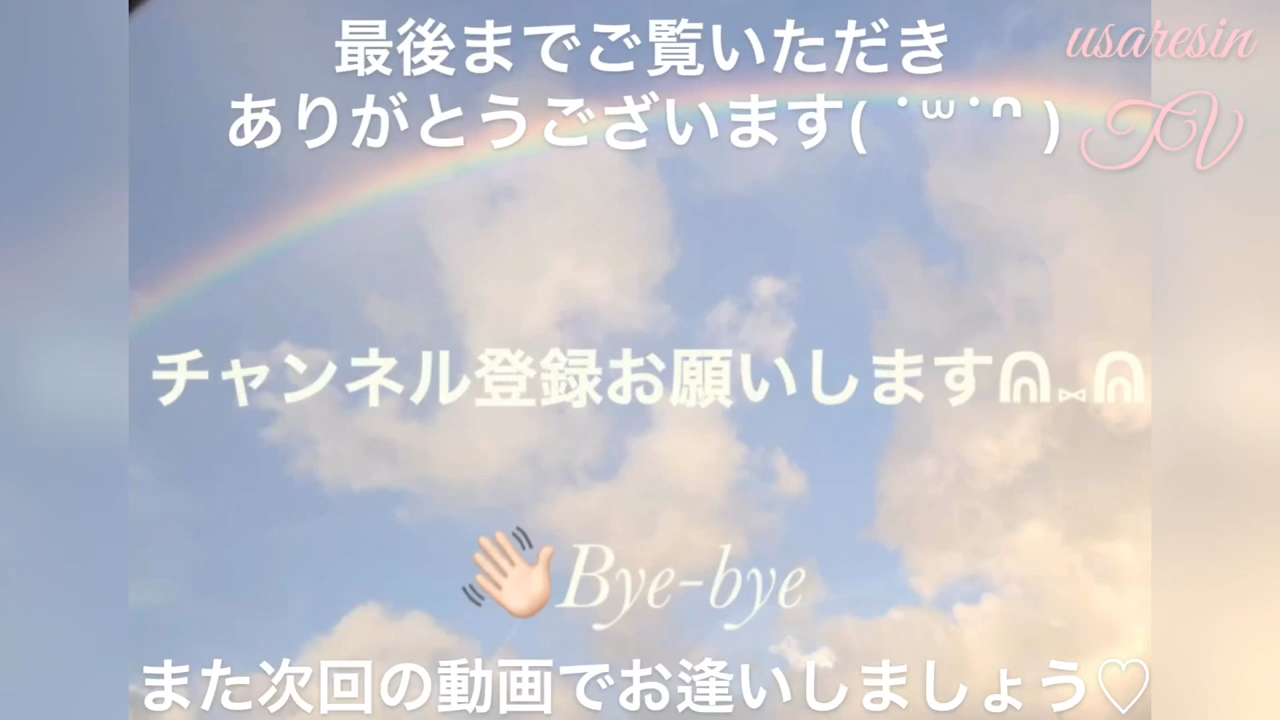 最後までご覧いただき
ありがとうございます( ˙꒳˙ᐢ )
usaresin
TV
チャンネル登録お願いしますᕱ⑅ᕱ
👋🏻Bye-bye
また次回の動画でお逢いしましょう♡